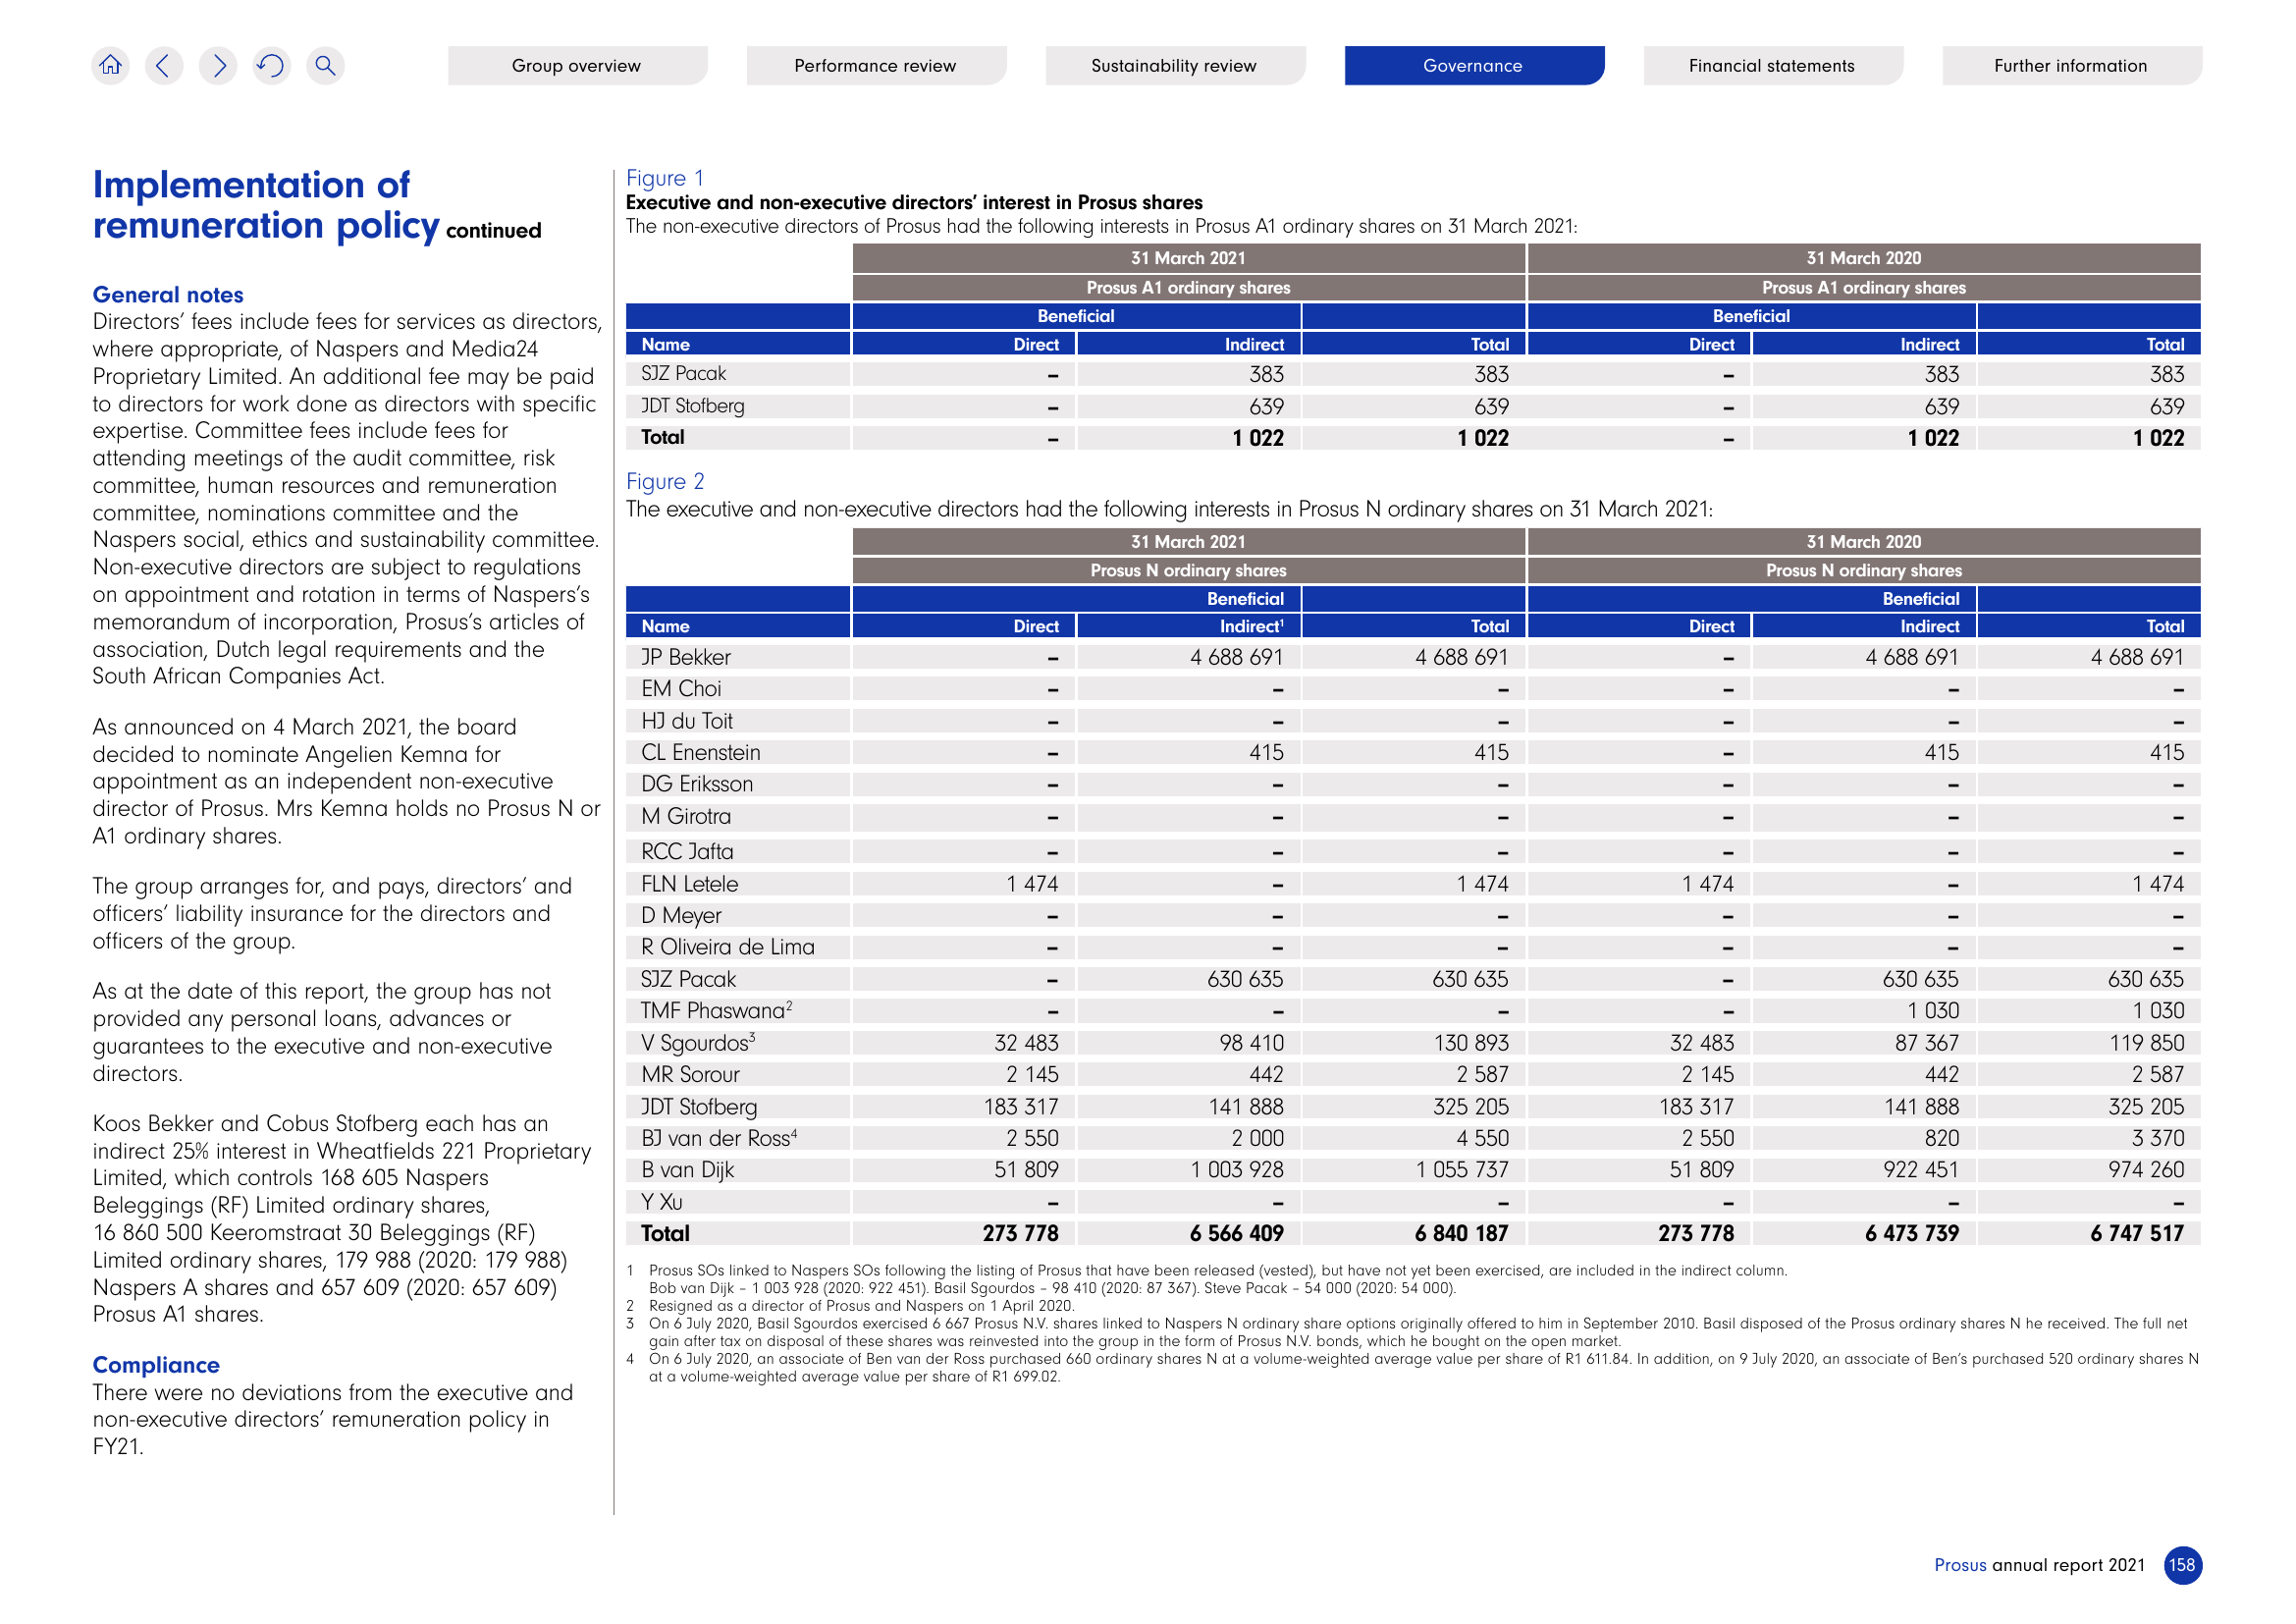 Group overview
Performance review
Sustainability review
Governance
Financial statements
Further information
Implementation of
remuneration policy continued
General notes
Directors’ fees include fees for services as directors,
where appropriate, of Naspers and Media24
Proprietary Limited. An additional fee may be paid
to directors for work done as directors with specific
expertise. Committee fees include fees for
attending meetings of the audit committee, risk
committee, human resources and remuneration
committee, nominations committee and the
Naspers social, ethics and sustainability committee.
Non-executive directors are subject to regulations
on appointment and rotation in terms of Naspers’s
memorandum of incorporation, Prosus’s articles of
association, Dutch legal requirements and the
South African Companies Act.
As announced on 4 March 2021, the board
decided to nominate Angelien Kemna for
appointment as an independent non-executive
director of Prosus. Mrs Kemna holds no Prosus N or
A1 ordinary shares.
The group arranges for, and pays, directors’ and
officers’ liability insurance for the directors and
officers of the group.
As at the date of this report, the group has not
provided any personal loans, advances or
guarantees to the executive and non-executive
directors.
Koos Bekker and Cobus Stofberg each has an
indirect 25% interest in Wheatfields 221 Proprietary
Limited, which controls 168 605 Naspers
Beleggings (RF) Limited ordinary shares,
16 860 500 Keeromstraat 30 Beleggings (RF)
Limited ordinary shares, 179 988 (2020: 179 988)
Naspers A shares and 657 609 (2020: 657 609)
Prosus A1 shares.
Compliance
There were no deviations from the executive and
non-executive directors’ remuneration policy in
FY21.
Figure 1
Executive and non-executive directors’ interest in Prosus shares
The non-executive directors of Prosus had the following interests in Prosus A1 ordinary shares on 31 March 2021:
31 March 2021 31 March 2020
Prosus A1 ordinary shares Prosus A1 ordinary shares
Beneficial Beneficial
Name Direct Indirect Total Direct Indirect Total
SJZ Pacak – 383 383 – 383 383
JDT Stofberg – 639 639 – 639 639
Total – 1 022 1 022 – 1 022 1 022
Figure 2
The executive and non-executive directors had the following interests in Prosus N ordinary shares on 31 March 2021:
31 March 2021 31 March 2020
Prosus N ordinary shares Prosus N ordinary shares
Beneficial Beneficial
Name Direct Indirect¹ Total Direct Indirect Total
JP Bekker – 4 688 691 4 688 691 – 4 688 691 4 688 691
EM Choi – – – – – –
HJ du Toit – – – – – –
CL Enenstein – 415 415 – 415 415
DG Eriksson – – – – – –
M Girotra – – – – – –
RCC Jafta – – – – – –
FLN Letele 1 474 – 1 474 1 474 – 1 474
D Meyer – – – – – –
R Oliveira de Lima – – – – – –
SJZ Pacak – 630 635 630 635 – 630 635 630 635
TMF Phaswana² – – – – 1 030 1 030
V Sgourdos³ 32 483 98 410 130 893 32 483 87 367 119 850
MR Sorour 2 145 442 2 587 2 145 442 2 587
JDT Stofberg 183 317 141 888 325 205 183 317 141 888 325 205
BJ van der Ross⁴ 2 550 2 000 4 550 2 550 820 3 370
B van Dijk 51 809 1 003 928 1 055 737 51 809 922 451 974 260
Y Xu – – – – – –
Total 273 778 6 566 409 6 840 187 273 778 6 473 739 6 747 517
1 Prosus SOs linked to Naspers SOs following the listing of Prosus that have been released (vested), but have not yet been exercised, are included in the indirect column.
Bob van Dijk – 1 003 928 (2020: 922 451). Basil Sgourdos – 98 410 (2020: 87 367). Steve Pacak – 54 000 (2020: 54 000).
2 Resigned as a director of Prosus and Naspers on 1 April 2020.
3 On 6 July 2020, Basil Sgourdos exercised 6 667 Prosus N.V. shares linked to Naspers N ordinary share options originally offered to him in September 2010. Basil disposed of the Prosus ordinary shares N he received. The full net
gain after tax on disposal of these shares was reinvested into the group in the form of Prosus N.V. bonds, which he bought on the open market.
4 On 6 July 2020, an associate of Ben van der Ross purchased 660 ordinary shares N at a volume-weighted average value per share of R1 611.84. In addition, on 9 July 2020, an associate of Ben’s purchased 520 ordinary shares N
at a volume-weighted average value per share of R1 699.02.
Prosus annual report 2021 158